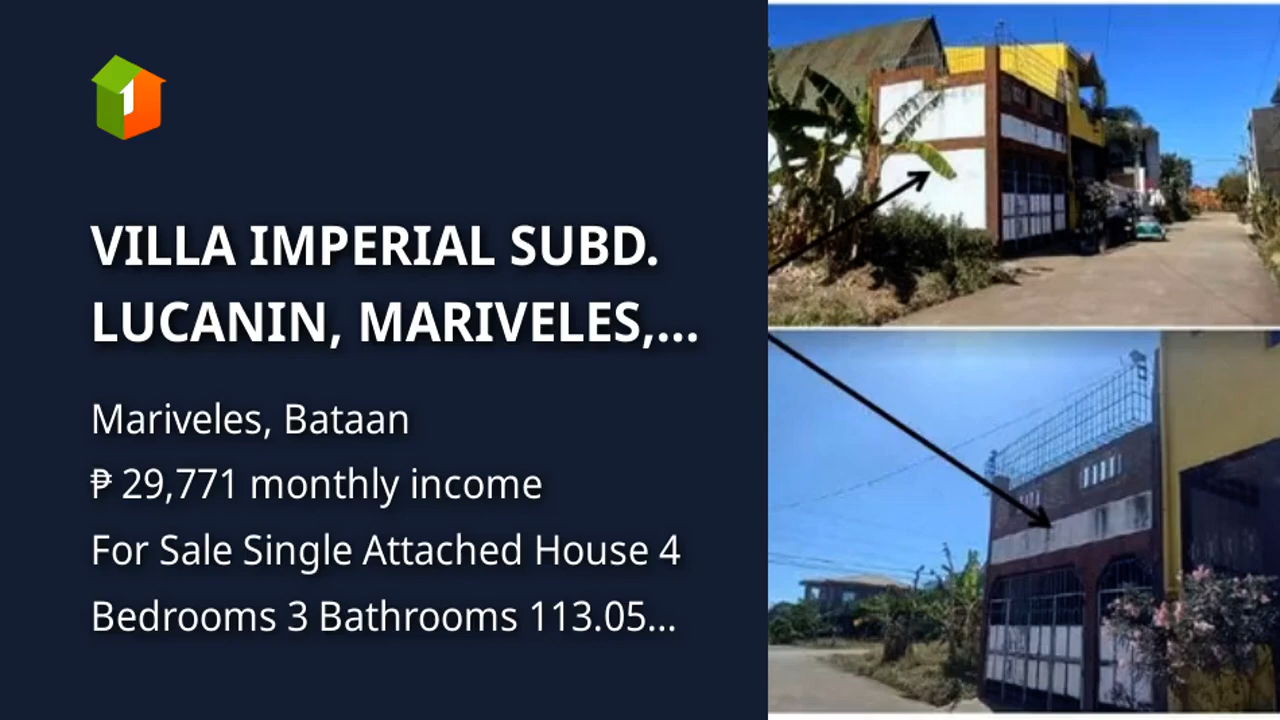 VILLA IMPERIAL SUBD.
LUCANIN, MARIVELES,...
Mariveles, Bataan
₱ 29,771 monthly income
For Sale Single Attached House 4
Bedrooms 3 Bathrooms 113.05...